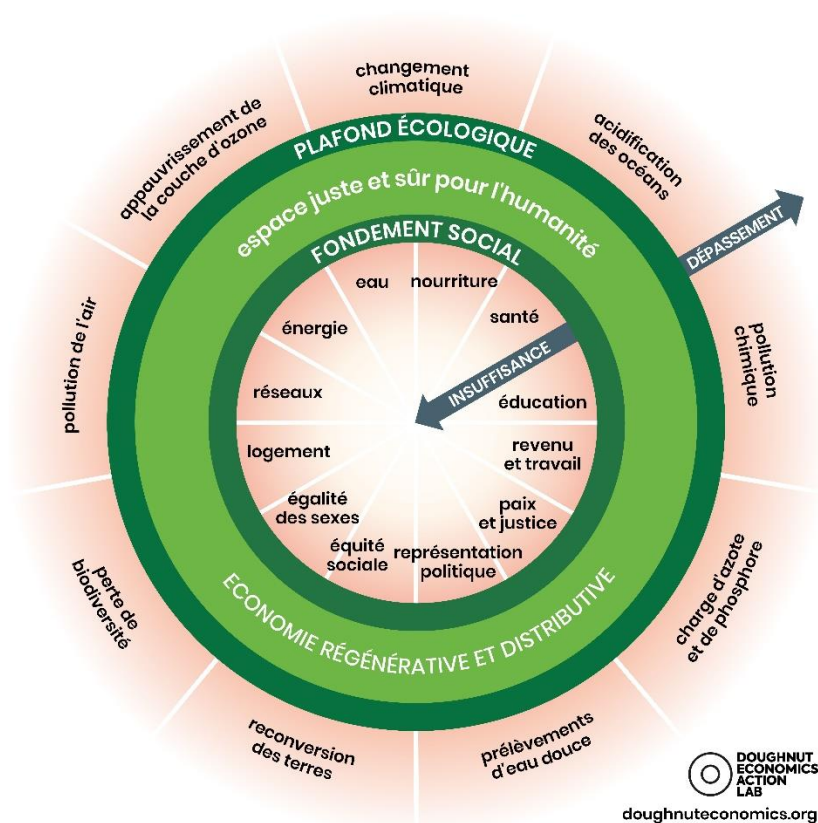 changement
climatique
acidification
des océans
appauvrissement de
la couche d'ozone
PLAFOND ÉCOLOGIQUE
espace juste et sûr pour l'humanité
FONDEMENT SOCIAL
DÉPASSEMENT
eau
nourriture
énergie
santé
pollution de l'air
pollution
chimique
INSUFFISANCE
réseaux
éducation
logement
revenu
et travail
égalité
des sexes
paix
et justice
équité
sociale
représentation
politique
perte de
biodiversité
charge d'azote
et de phosphore
ECONOMIE RÉGÉNÉRATIVE ET DISTRIBUTIVE
reconversion
des terres
prélèvements
d'eau douce
DOUGHNUT
ECONOMICS
ACTION
LAB
doughnuteconomics.org